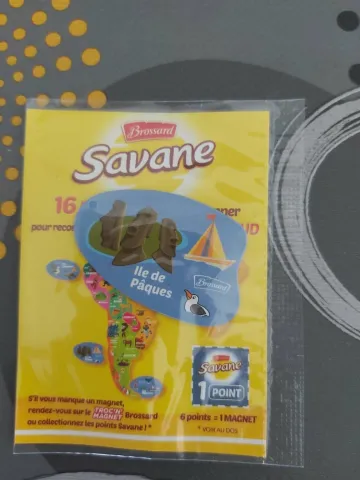 Brossard
Savane
16
pour recon
UD
Ile de
Pâques
Brossard
Savane
1 POINT
S'il vous manque un magnet,
rendez-vous sur le TROC'N' MAGNET Brossard
ou collectionnez les points Savane ! *
6 points = 1 MAGNET
* VOIR AU DOS